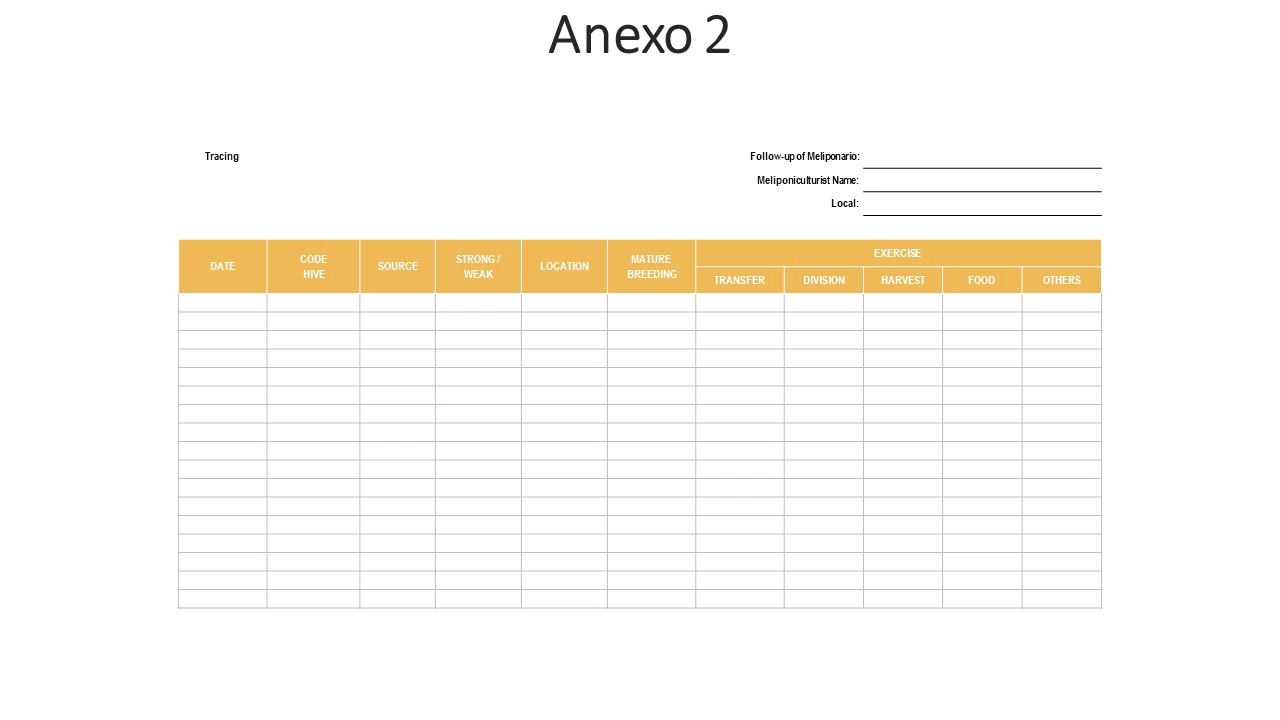 Anexo 2
Tracing
Follow-up of Meliponario:
Meliponiculturist Name:
Local:
DATE
CODE
HIVE
SOURCE
STRONG /
WEAK
LOCATION
MATURE
BREEDING
EXERCISE
TRANSFER
DIVISION
HARVEST
FOOD
OTHERS